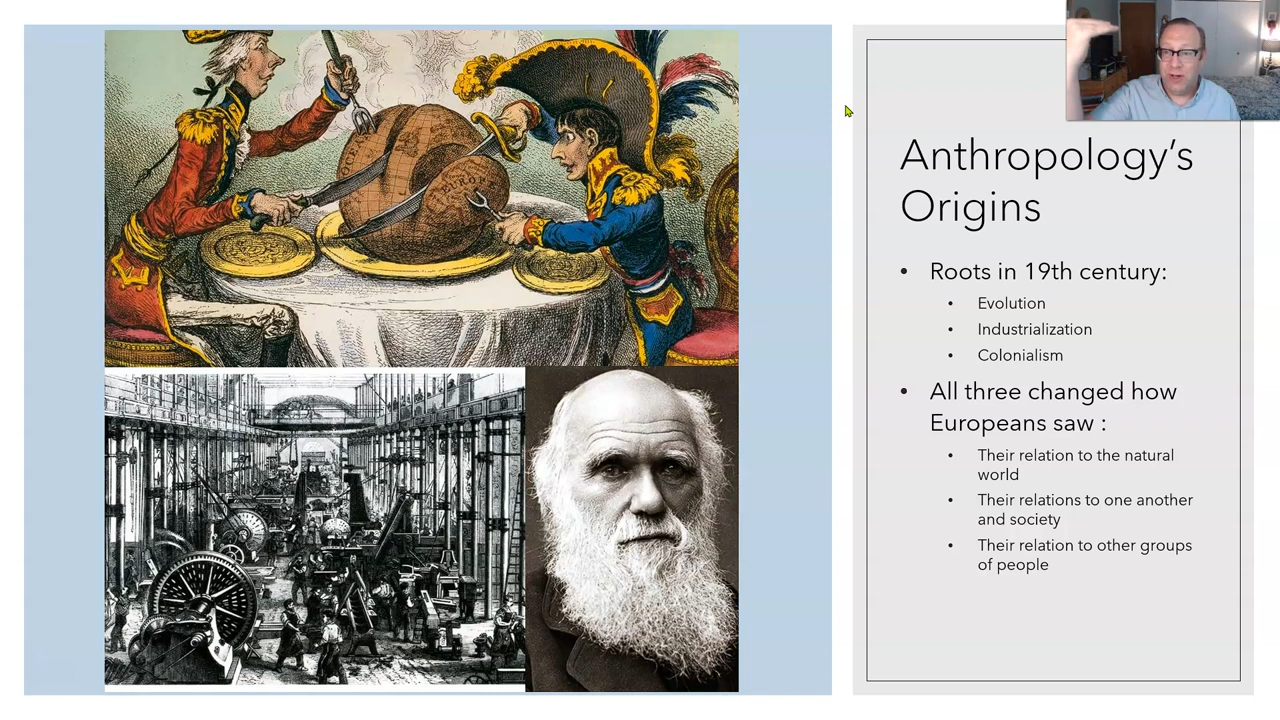 Anthropology’s
Origins
• Roots in 19th century:
• Evolution
• Industrialization
• Colonialism
• All three changed how
Europeans saw :
• Their relation to the natural
world
• Their relations to one another
and society
• Their relation to other groups
of people